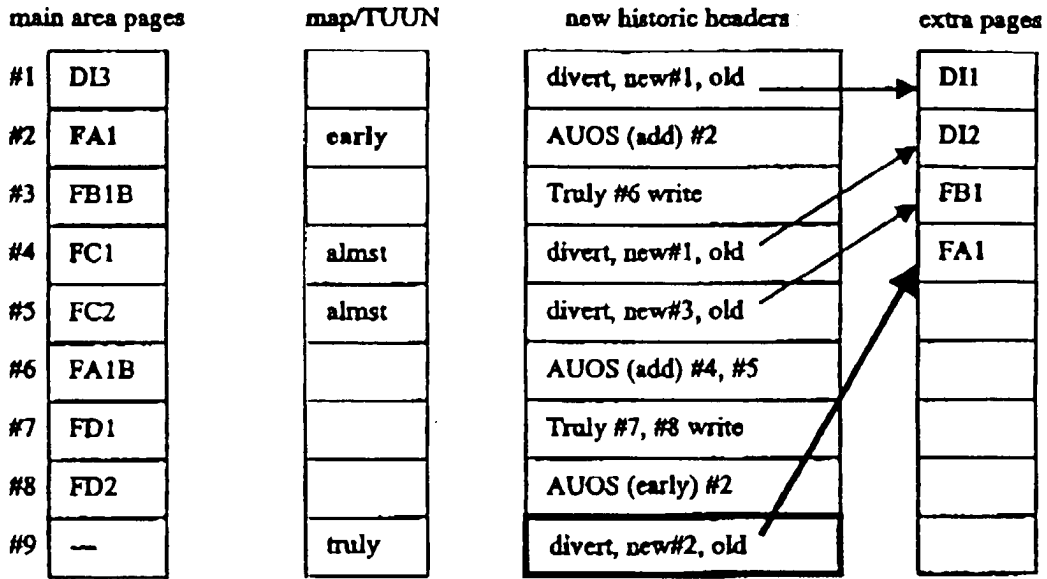 main area pages map/TUUN new historic headers extra pages
#1 DI3 divert, new#1, old DI1
#2 FA1 early AUOS (add) #2 DI2
#3 FB1B Truly #6 write FB1
#4 FC1 almst divert, new#1, old FA1
#5 FC2 almst divert, new#3, old
#6 FA1B AUOS (add) #4, #5
#7 FD1 Truly #7, #8 write
#8 FD2 AUOS (early) #2
#9 — truly divert, new#2, old